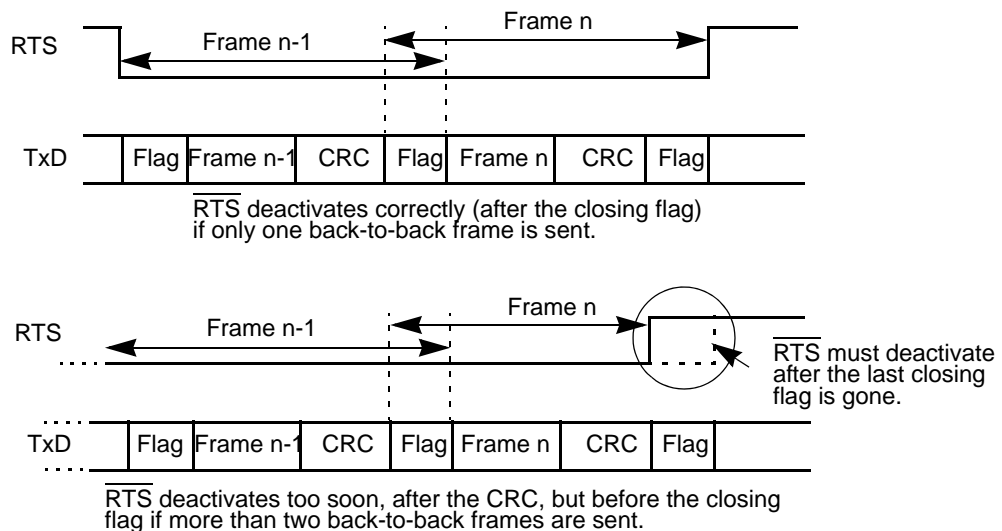 Frame n
RTS
Frame n-1
TxD Flag Frame n-1 CRC Flag Frame n CRC Flag
RTS deactivates correctly (after the closing flag)
if only one back-to-back frame is sent.
Frame n
RTS
Frame n-1
RTS must deactivate
after the last closing
flag is gone.
TxD Flag Frame n-1 CRC Flag Frame n CRC Flag
RTS deactivates too soon, after the CRC, but before the closing
flag if more than two back-to-back frames are sent.